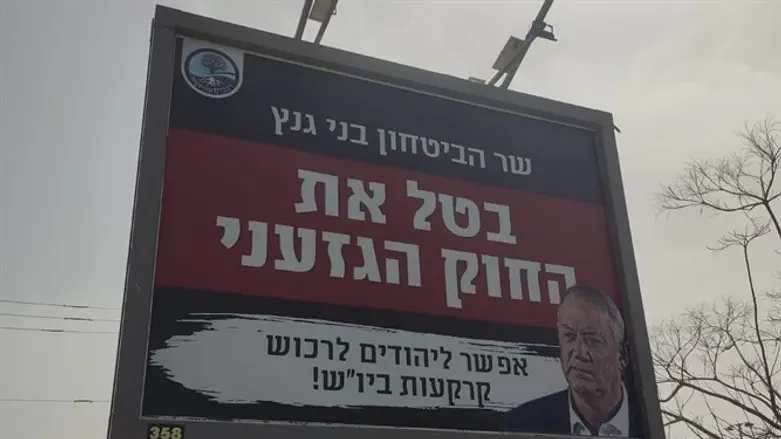 שר הביטחון בני גנץ
בטל את
החוק הגזעני
אפשר ליהודים לרכוש
קרקעות ביו"ש!
358